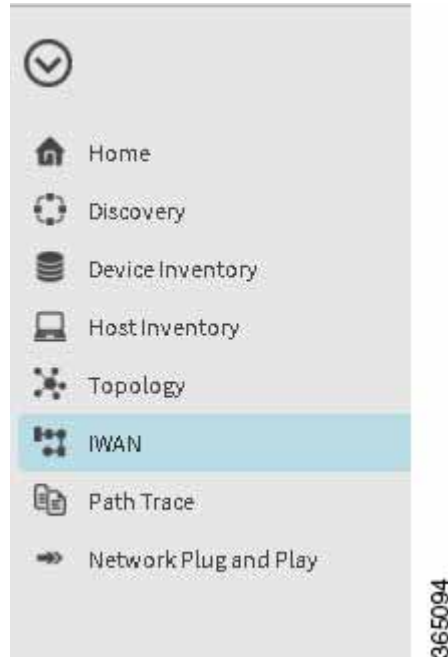 Home
Discovery
Device Inventory
Host Inventory
Topology
IWAN
Path Trace
Network Plug and Play
365094